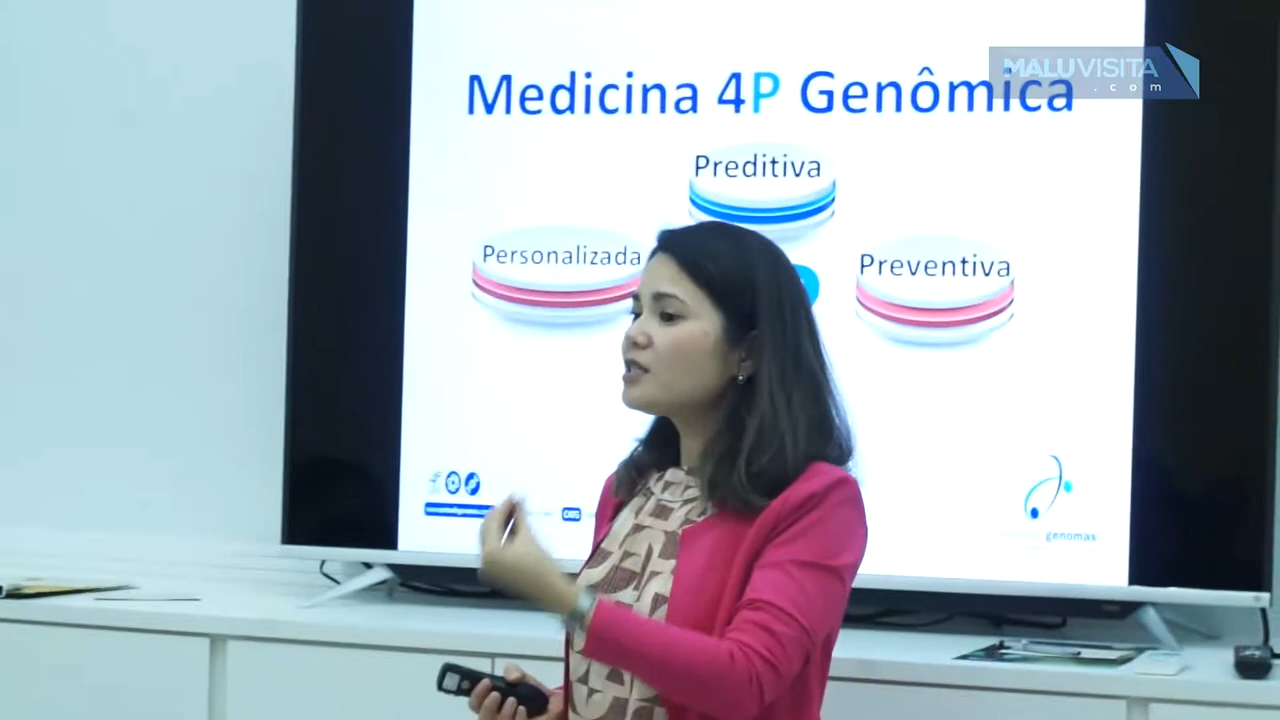 MALUVISITA
.com
Medicina 4P Genômica
Preditiva
Personalizada
Preventiva
genomas